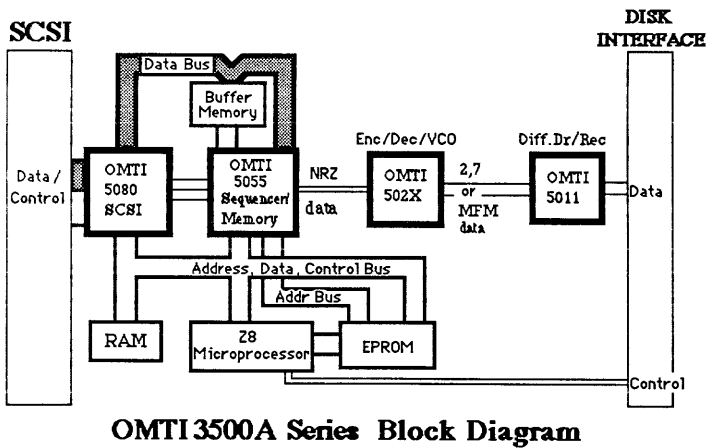 SCSI
DISK
INTERFACE
Data Bus
Buffer
Memory
Enc/Dec/VCO
Diff.Dr/Rec
Data /
Control
OMTI
5080
SCSI
OMTI
5055
Sequencer/
Memory
NRZ
data
OMTI
502X
2,7
or
MFM
data
OMTI
5011
Data
Address, Data, Control Bus
Addr Bus
RAM
Z8
Microprocessor
EPROM
Control
OMTI 3500A Series Block Diagram